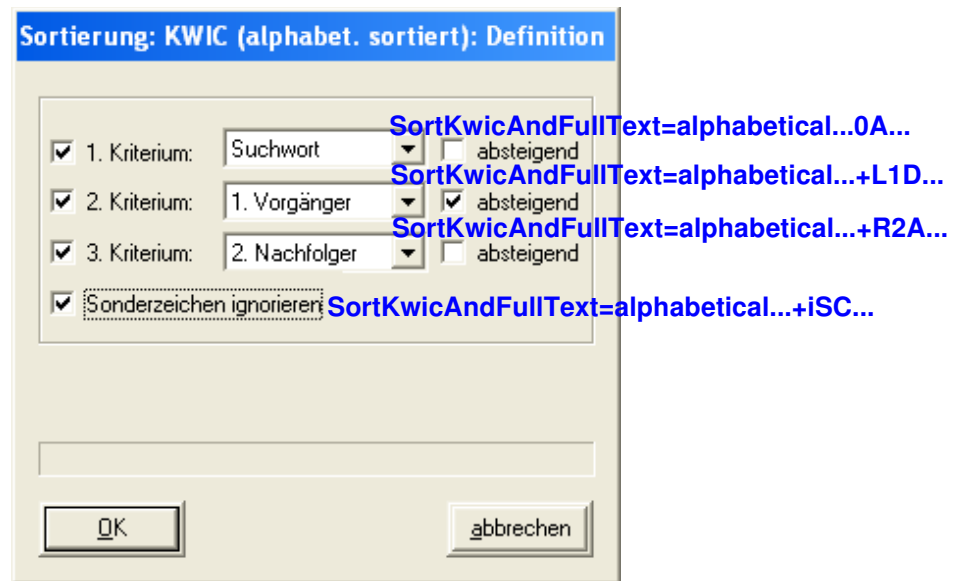 Sortierung: KWIC (alphabet. sortiert): Definition
SortKwicAndFullText=alphabetical...0A...
1. Kriterium: Suchwort absteigend
SortKwicAndFullText=alphabetical...+L1D...
2. Kriterium: 1. Vorgänger absteigend
SortKwicAndFullText=alphabetical...+R2A...
3. Kriterium: 2. Nachfolger absteigend
Sonderzeichen ignorieren SortKwicAndFullText=alphabetical...+iSC...
OK abbrechen